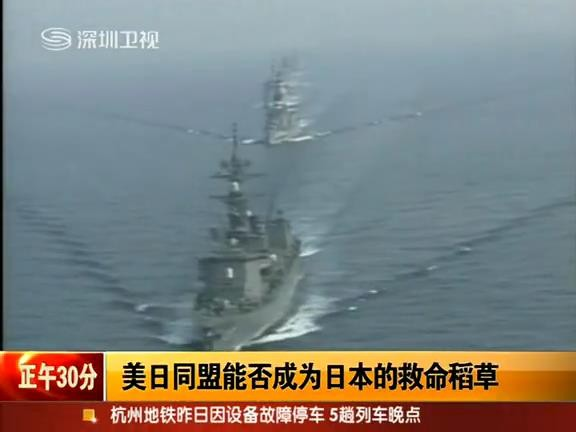 深圳卫视
正午30分
美日同盟能否成为日本的救命稻草
杭州地铁昨日因设备故障停车 5趟列车晚点